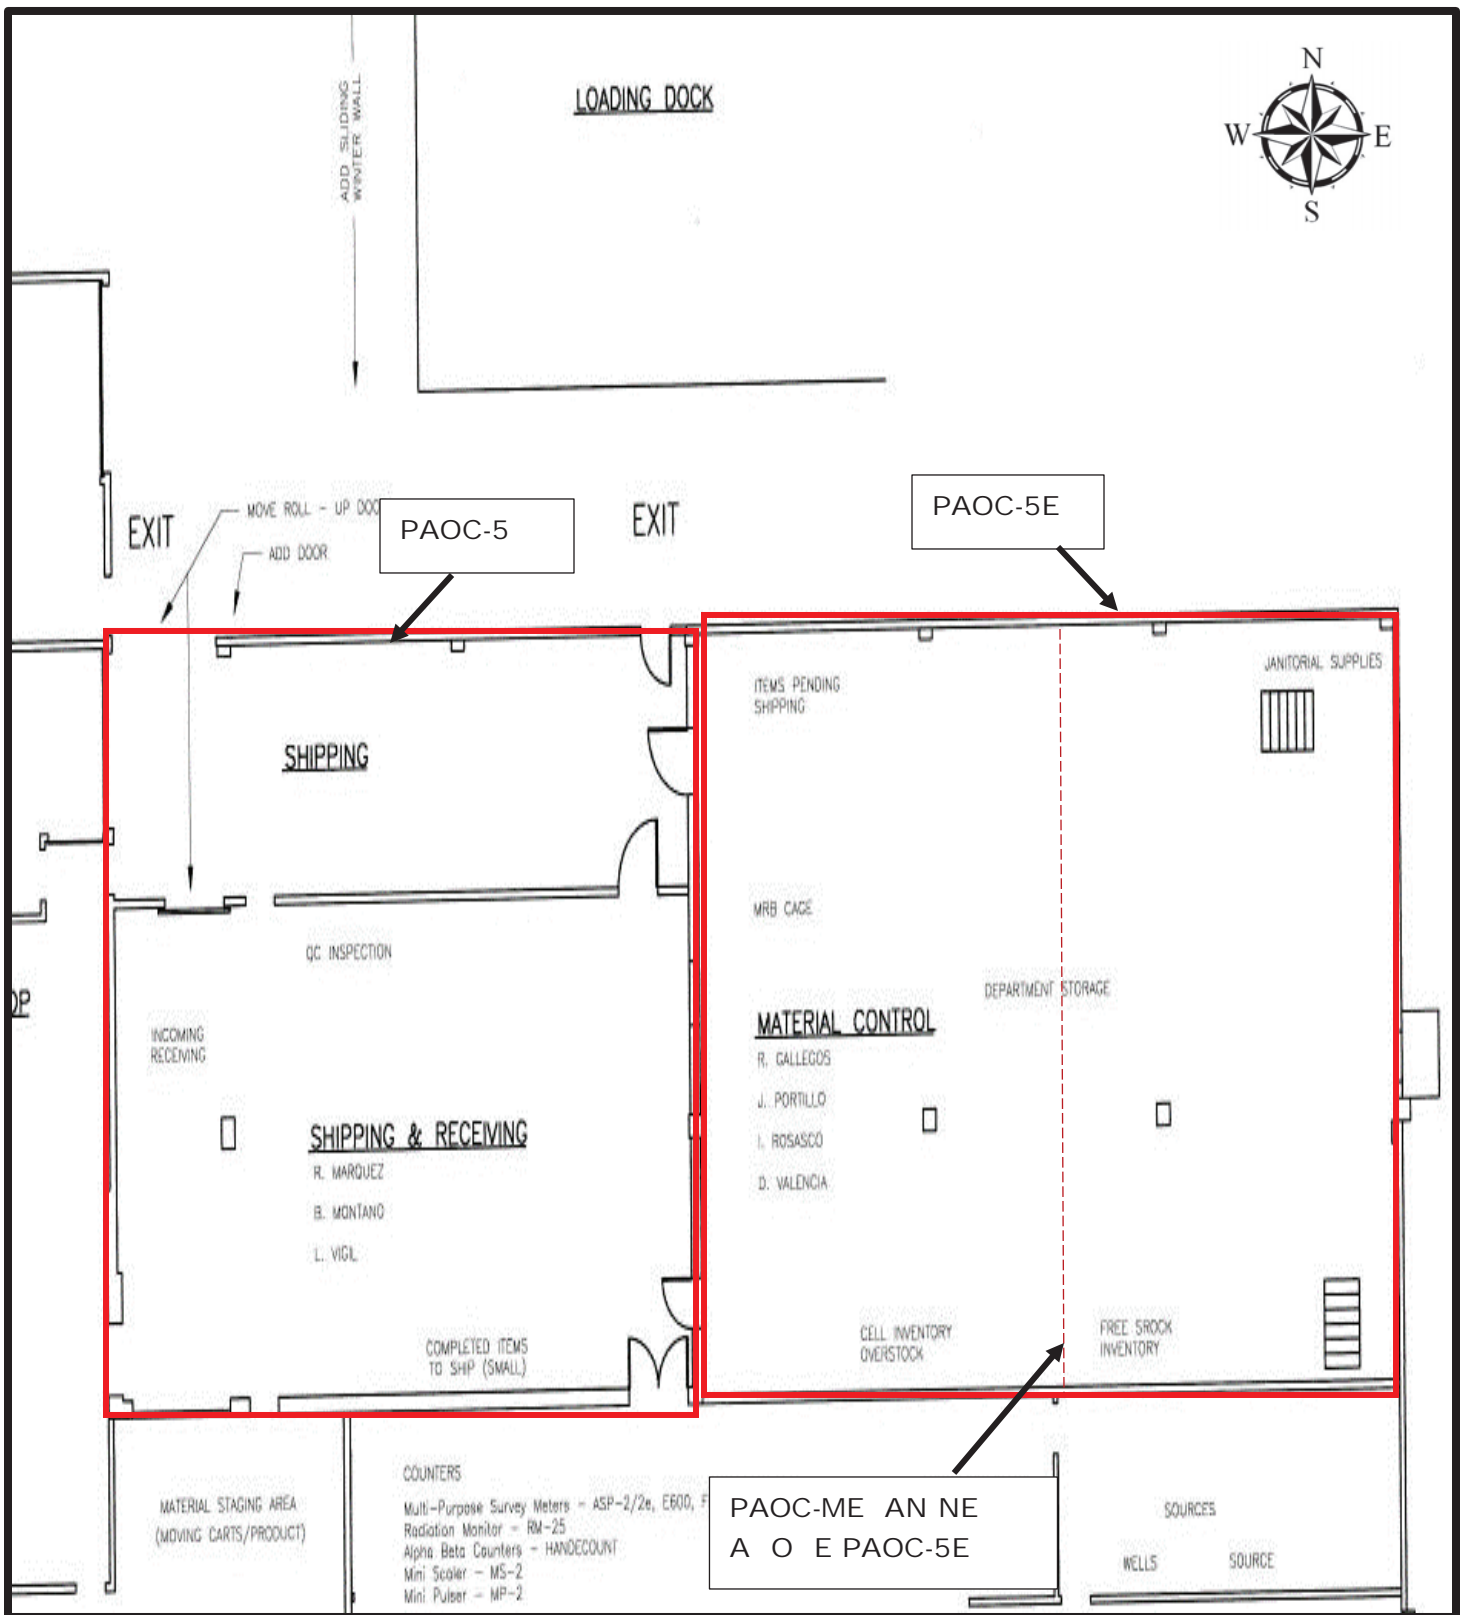 LOADING DOCK
ADD SLIDING
WINTER WALL
N
W E
S
EXIT
MOVE ROLL - UP DOO
ADD DOOR
PAOC-5
EXIT
PAOC-5E
SHIPPING
ITEMS PENDING
SHIPPING
JANITORIAL SUPPLIES
MRB CAGE
QC INSPECTION
INCOMING
RECEIVING
OP
DEPARTMENT STORAGE
MATERIAL CONTROL
R. GALLEGOS
J. PORTILLO
I. ROSASCO
D. VALENCIA
SHIPPING & RECEIVING
R. MARQUEZ
B. MONTANO
L. VIGIL
COMPLETED ITEMS
TO SHIP (SMALL)
CELL INVENTORY
OVERSTOCK
FREE SROCK
INVENTORY
MATERIAL STAGING AREA
(MOVING CARTS/PRODUCT)
COUNTERS
Multi-Purpose Survey Meters - ASP-2/2e, E600, F
Radiation Monitor - RM-25
Alpha Beta Counters - HANDECOUNT
Mini Scaler - MS-2
Mini Pulser - MP-2
PAOC-ME AN NE
A O E PAOC-5E
SOURCES
WELLS SOURCE